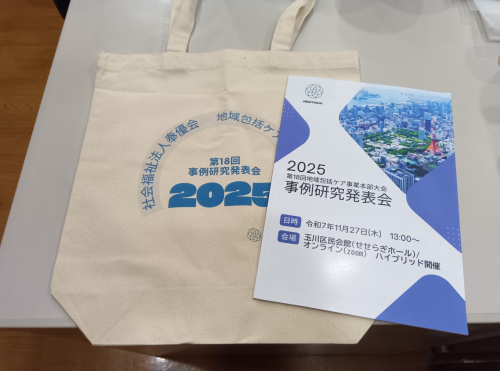 社会福祉法人奉優会 地域包括ケア
第18回
事例研究発表会
2025
2025
第18回地域包括ケア事業本部大会
事例研究発表会
日時 令和7年11月27日(木) 13:00～
会場 玉川区民会館(せせらぎホール)/
オンライン(zoom) ハイブリッド開催